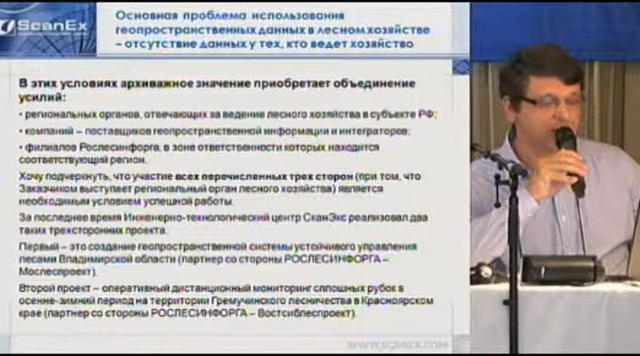 ScanEx
Основная проблема использования
геопространственных данных в лесном хозяйстве
– отсутствие данных у тех, кто ведет хозяйство
В этих условиях архиважное значение приобретает объединение
усилий:
• региональных органов, отвечающих за ведение лесного хозяйства в субъекте РФ;
• компаний – поставщиков геопространственной информации и интеграторов;
• филиалов Рослесинфорга, в зоне ответственности которых находится
соответствующий регион.
Хочу подчеркнуть, что участие всех перечисленных трех сторон (при том, что
Заказчиком выступает региональный орган лесного хозяйства) является
необходимым условием успешной работы.
За последнее время Инженерно-технологический центр СканЭкс реализовал два
таких трехсторонних проекта.
Первый – это создание геопространственной системы устойчивого управления
лесами Владимирской области (партнер со стороны РОСЛЕСИНФОРГА –
Мослеспроект).
Второй проект – оперативный дистанционный мониторинг сплошных рубок в
осенне-зимний период на территории Гремучинского лесничества в Красноярском
крае (партнер со стороны РОСЛЕСИНФОРГА – Востсиблеспроект).
WWW.SCANEX.COM